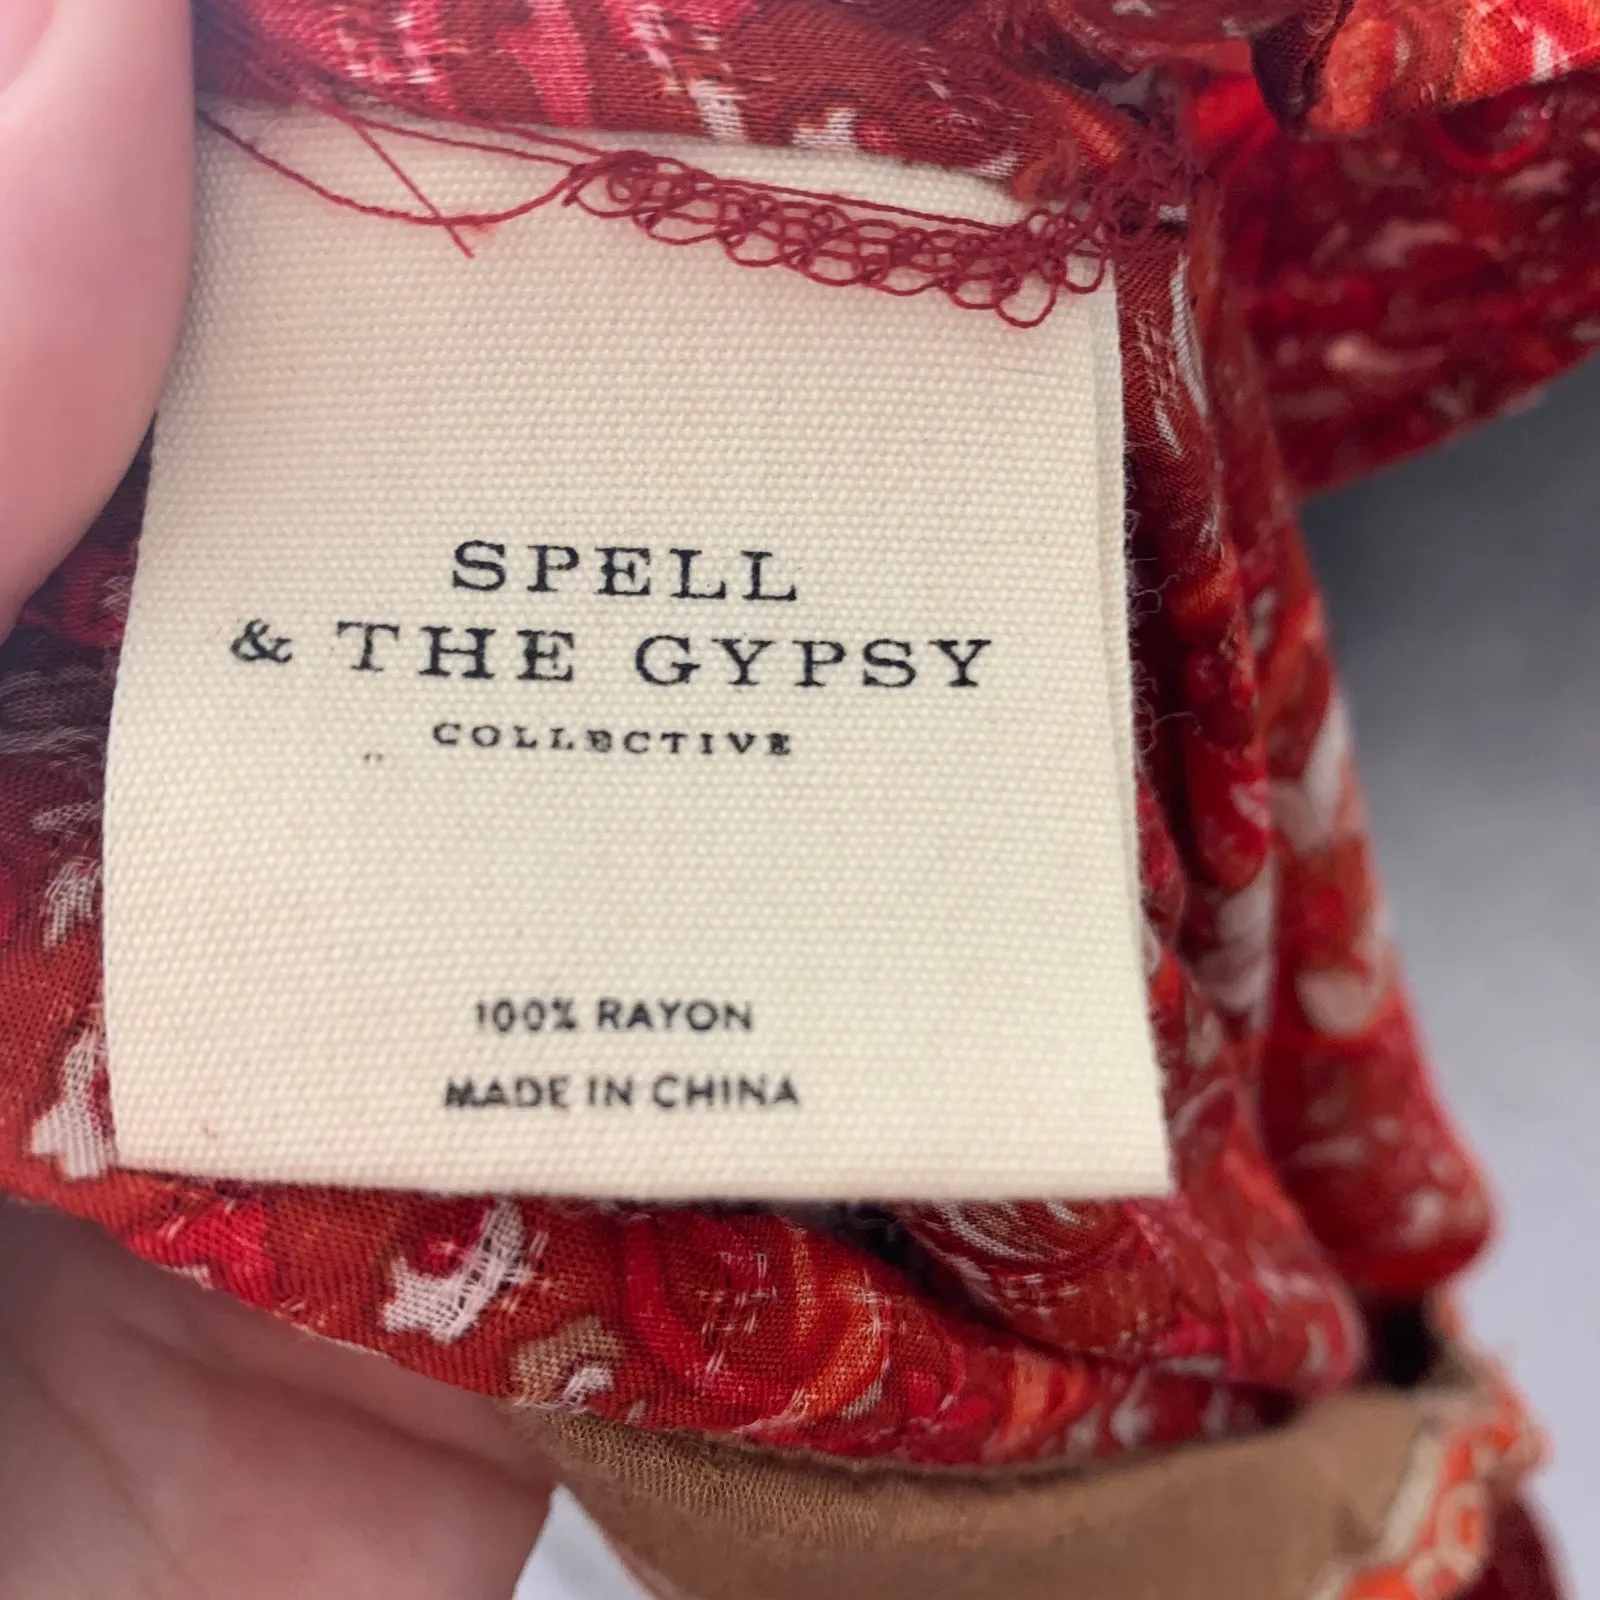 SPELL
& THE GYPSY
COLLECTIVE
100% RAYON
MADE IN CHINA